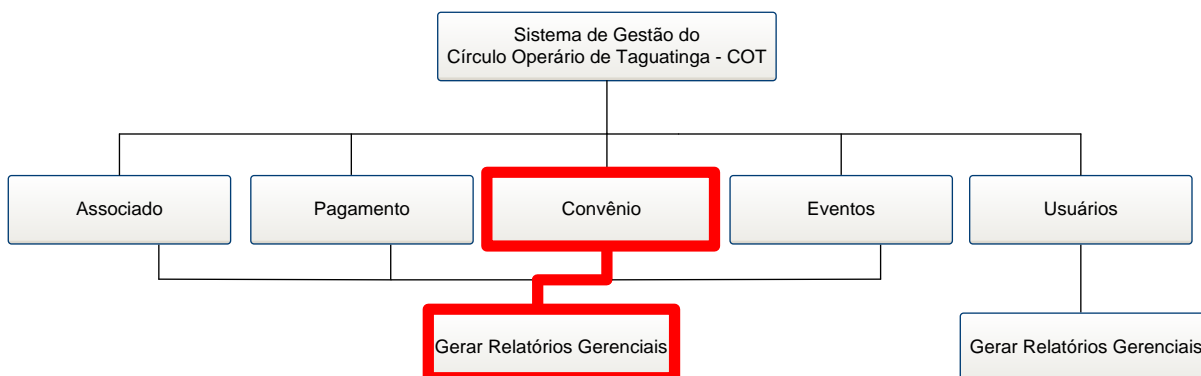 Sistema de Gestão do
Círculo Operário de Taguatinga - COT
Associado
Pagamento
Convênio
Eventos
Usuários
Gerar Relatórios Gerenciais
Gerar Relatórios Gerenciais